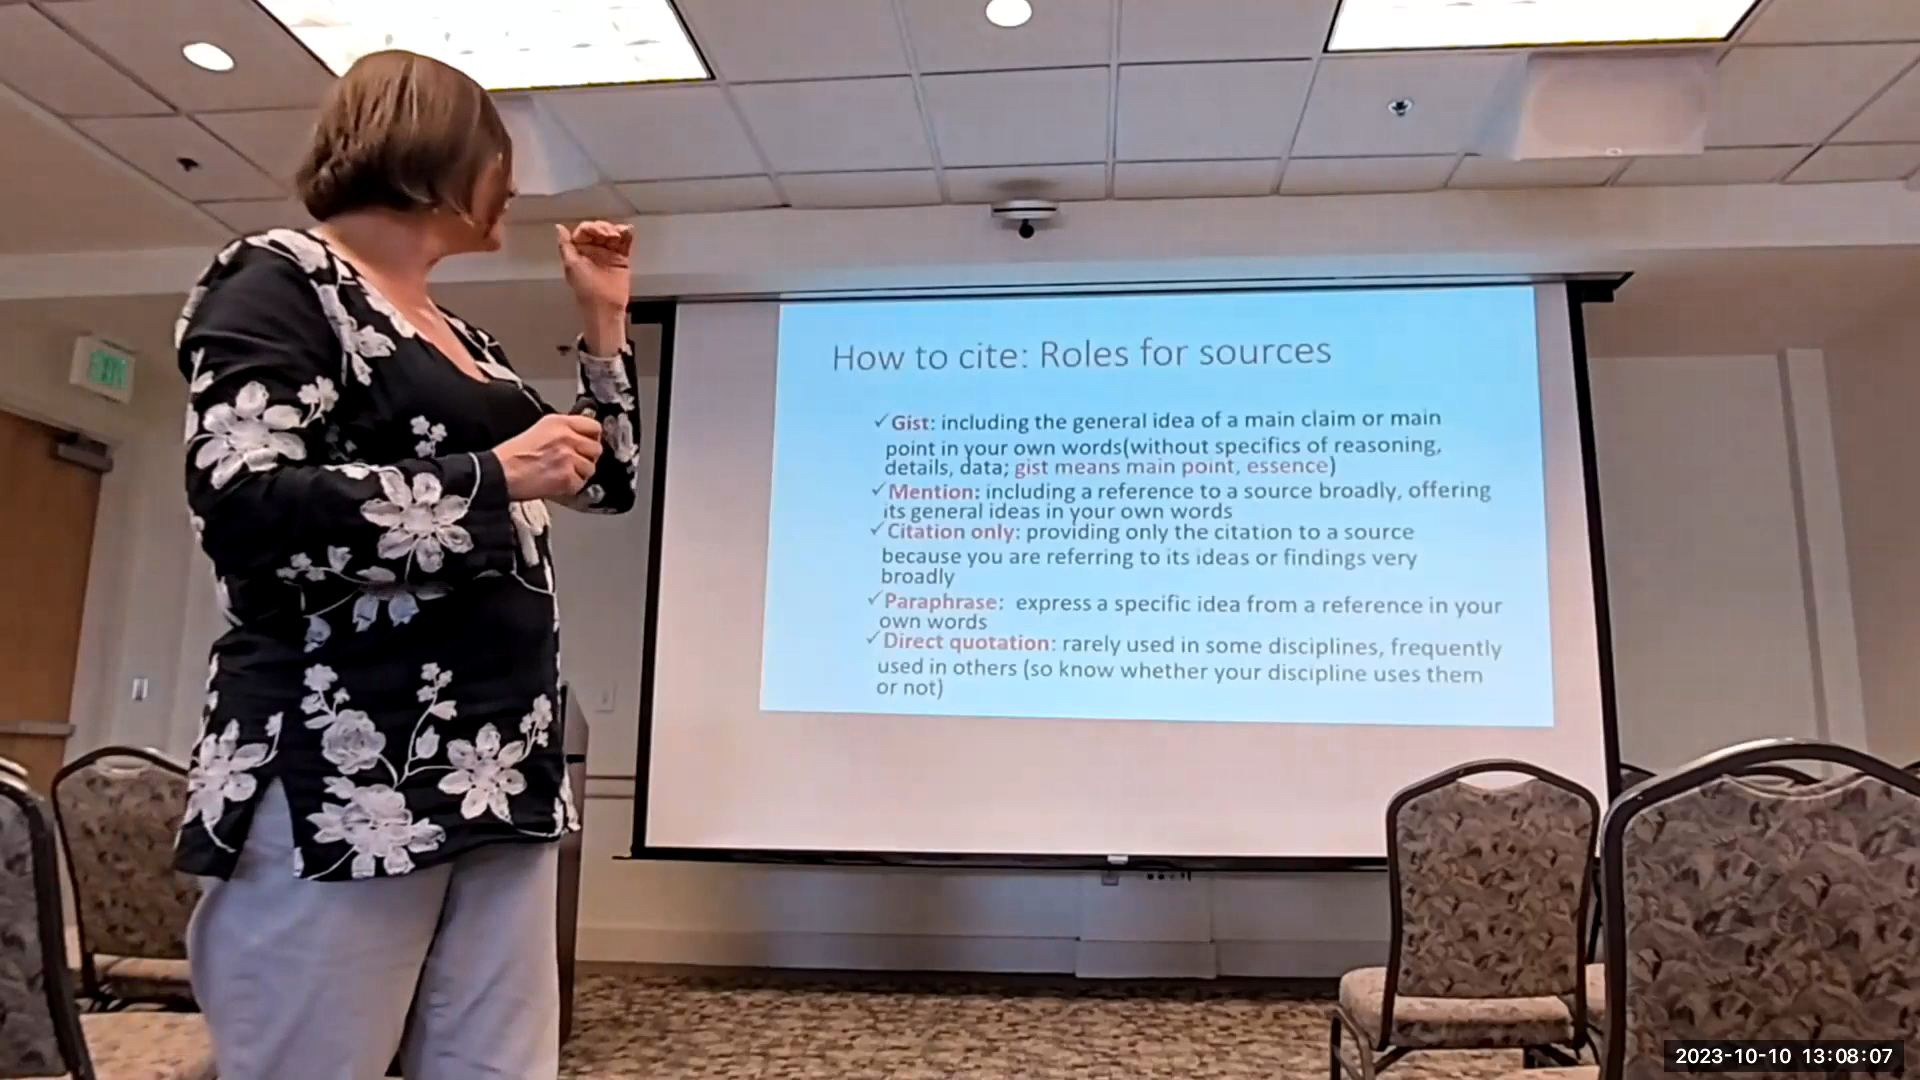 How to cite: Roles for sources
✓Gist: including the general idea of a main claim or main
point in your own words(without specifics of reasoning,
details, data; gist means main point, essence)
✓Mention: including a reference to a source broadly, offering
its general ideas in your own words
✓Citation only: providing only the citation to a source
because you are referring to its ideas or findings very
broadly
✓Paraphrase: express a specific idea from a reference in your
own words
✓Direct quotation: rarely used in some disciplines, frequently
used in others (so know whether your discipline uses them
or not)
2023-10-10 13:08:07